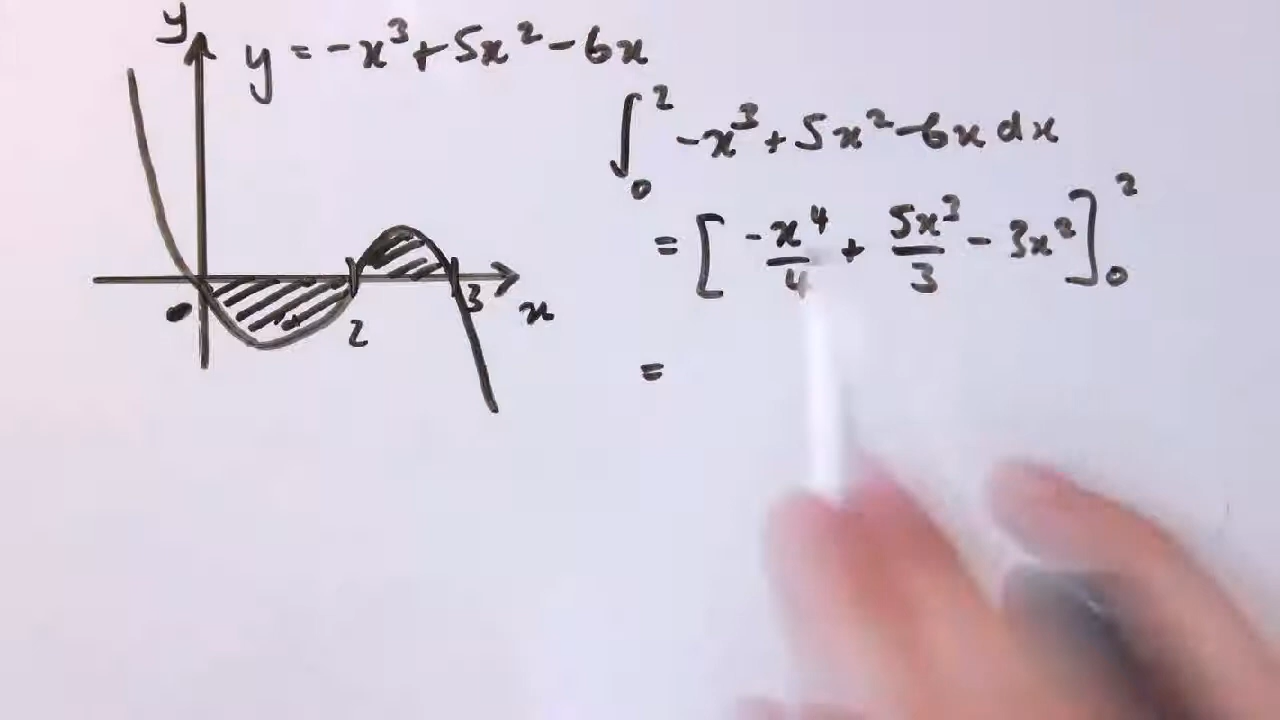 y
y = -x³ + 5x² - 6x
∫₀² -x³ + 5x² - 6x dx
= [ -x⁴/4 + 5x³/3 - 3x² ]₀²
0
2
3
x
=